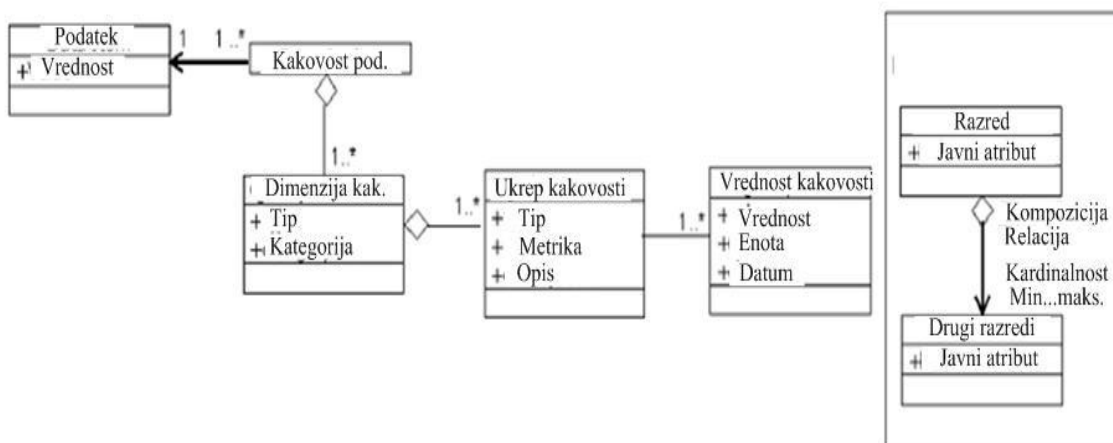 Podatek
+ Vrednost
1
1..*
Kakovost pod.
1..*
Dimenzija kak.
+ Tip
+ Kategorija
1..*
Ukrep kakovosti
+ Tip
+ Metrika
+ Opis
1..*
Vrednost kakovosti
+ Vrednost
+ Enota
+ Datum
Razred
+ Javni atribut
Kompozicija
Relacija
Kardinalnost
Min...maks.
Drugi razredi
+ Javni atribut